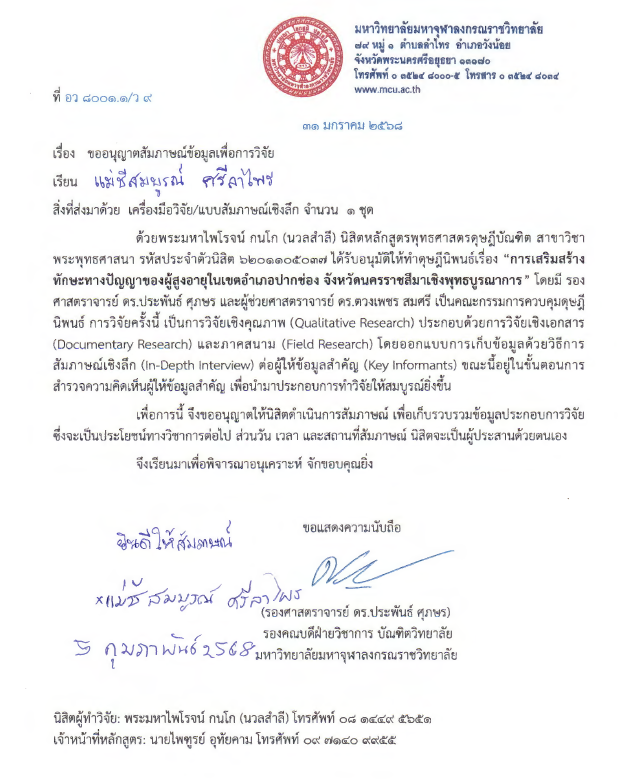 มหาวิทยาลัยมหาจุฬาลงกรณราชวิทยาลัย
๗๙ หมู่ ๑ ตำบลลำไทร อำเภอวังน้อย
จังหวัดพระนครศรีอยุธยา ๑๓๑๗๐
โทรศัพท์ ๐ ๓๕๒๔ ๘๐๐๐-๕ โทรสาร ๐ ๓๕๒๔ ๘๐๓๔
www.mcu.ac.th
ที่ อว ๘๐๐๑.๑/ว ๙
๓๑ มกราคม ๒๕๖๘
เรื่อง ขออนุญาตสัมภาษณ์ข้อมูลเพื่อการวิจัย
เรียน แม่ชีสมบูรณ์ ศรีลาไพร
สิ่งที่ส่งมาด้วย เครื่องมือวิจัย/แบบสัมภาษณ์เชิงลึก จำนวน ๑ ชุด
ด้วยพระมหาไพโรจน์ กนโก (นวลสำลี) นิสิตหลักสูตรพุทธศาสตรดุษฎีบัณฑิต สาขาวิชา
พระพุทธศาสนา รหัสประจำตัวนิสิต ๖๒๐๑๑๐๕๐๓๗ ได้รับอนุมัติให้ทำดุษฎีนิพนธ์เรื่อง "การเสริมสร้าง
ทักษะทางปัญญาของผู้สูงอายุในเขตอำเภอปากช่อง จังหวัดนครราชสีมาเชิงพุทธบูรณาการ" โดยมี รอง
ศาสตราจารย์ ดร.ประพันธ์ ศุภษร และผู้ช่วยศาสตราจารย์ ดร.ดวงเพชร สมศรี เป็นคณะกรรมการควบคุมดุษฎี
นิพนธ์ การวิจัยครั้งนี้ เป็นการวิจัยเชิงคุณภาพ (Qualitative Research) ประกอบด้วยการวิจัยเชิงเอกสาร
(Documentary Research) และภาคสนาม (Field Research) โดยออกแบบการเก็บข้อมูลด้วยวิธีการ
สัมภาษณ์เชิงลึก (In-Depth Interview) ต่อผู้ให้ข้อมูลสำคัญ (Key Informants) ขณะนี้อยู่ในขั้นตอนการ
สำรวจความคิดเห็นผู้ให้ข้อมูลสำคัญ เพื่อนำมาประกอบการทำวิจัยให้สมบูรณ์ยิ่งขึ้น
เพื่อการนี้ จึงขออนุญาตให้นิสิตดำเนินการสัมภาษณ์ เพื่อเก็บรวบรวมข้อมูลประกอบการวิจัย
ซึ่งจะเป็นประโยชน์ทางวิชาการต่อไป ส่วนวัน เวลา และสถานที่สัมภาษณ์ นิสิตจะเป็นผู้ประสานด้วยตนเอง
จึงเรียนมาเพื่อพิจารณาอนุเคราะห์ จักขอบคุณยิ่ง
ขอแสดงความนับถือ
ยินดีให้สัมภาษณ์
แม่ชี สมบูรณ์ ศรีลาไพร
(รองศาสตราจารย์ ดร.ประพันธ์ ศุภษร)
รองคณบดีฝ่ายวิชาการ บัณฑิตวิทยาลัย
5 กุมภาพันธ์ 2568
มหาวิทยาลัยมหาจุฬาลงกรณราชวิทยาลัย
นิสิตผู้ทำวิจัย: พระมหาไพโรจน์ กนโก (นวลสำลี) โทรศัพท์ ๐๘ ๑๔๔๙ ๕๖๕๑
เจ้าหน้าที่หลักสูตร: นายไพฑูรย์ อุทัยคาม โทรศัพท์ ๐๙ ๗๑๔๐ ๙๙๕๕